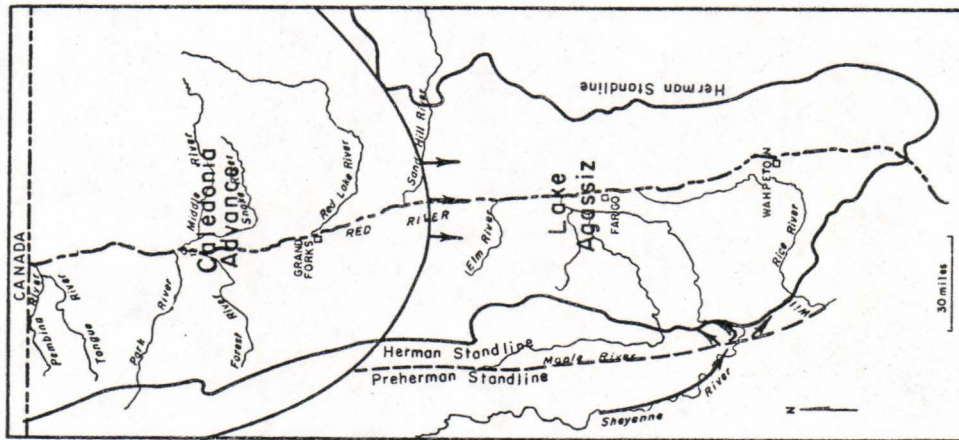 CANADA
Pembina River
Tongue River
Park River
Middle River
Snake River
Caledonia
Advance
Forest River
GRAND
FORKS
Red Lake River
RED RIVER
Sand Hill River
Elm River
Herman Standline
Preherman Standline
Herman Standline
Maple River
Lake
Agassiz
FARGO
WAHPETON
Rice River
Wild
Sheyenne River
N
30 miles